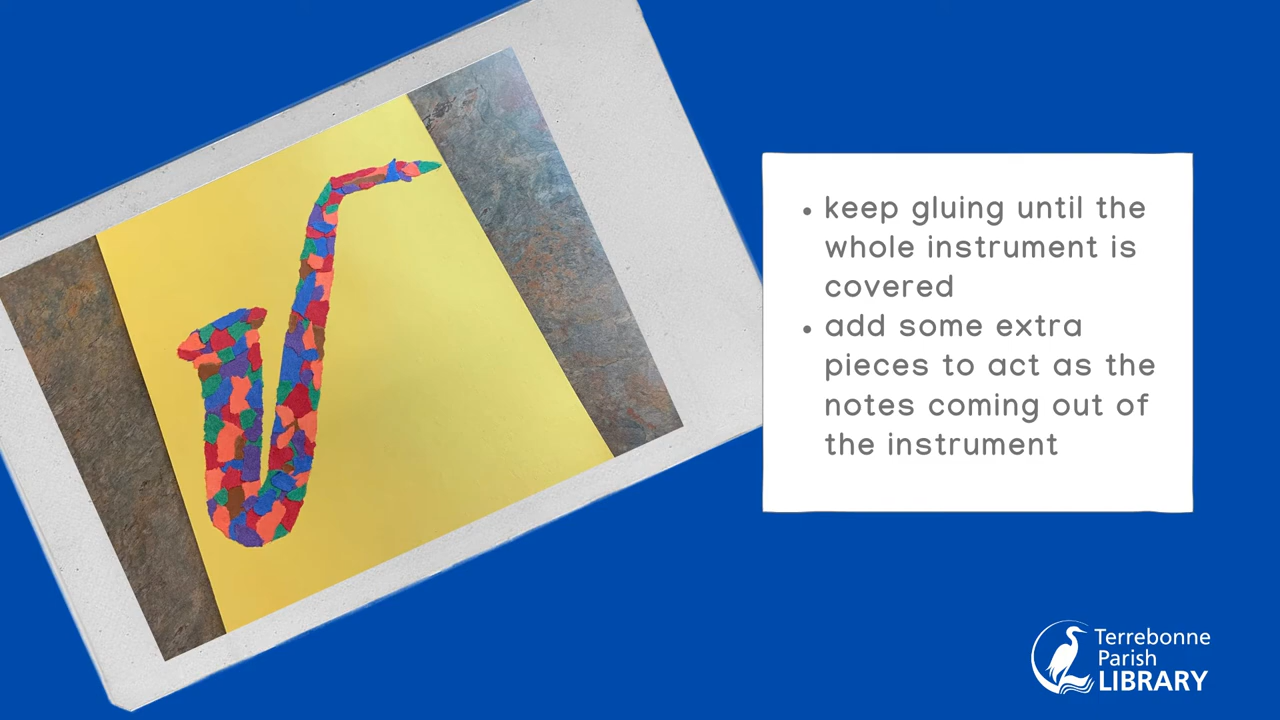 • keep gluing until the
whole instrument is
covered
• add some extra
pieces to act as the
notes coming out of
the instrument
Terrebonne
Parish
LIBRARY